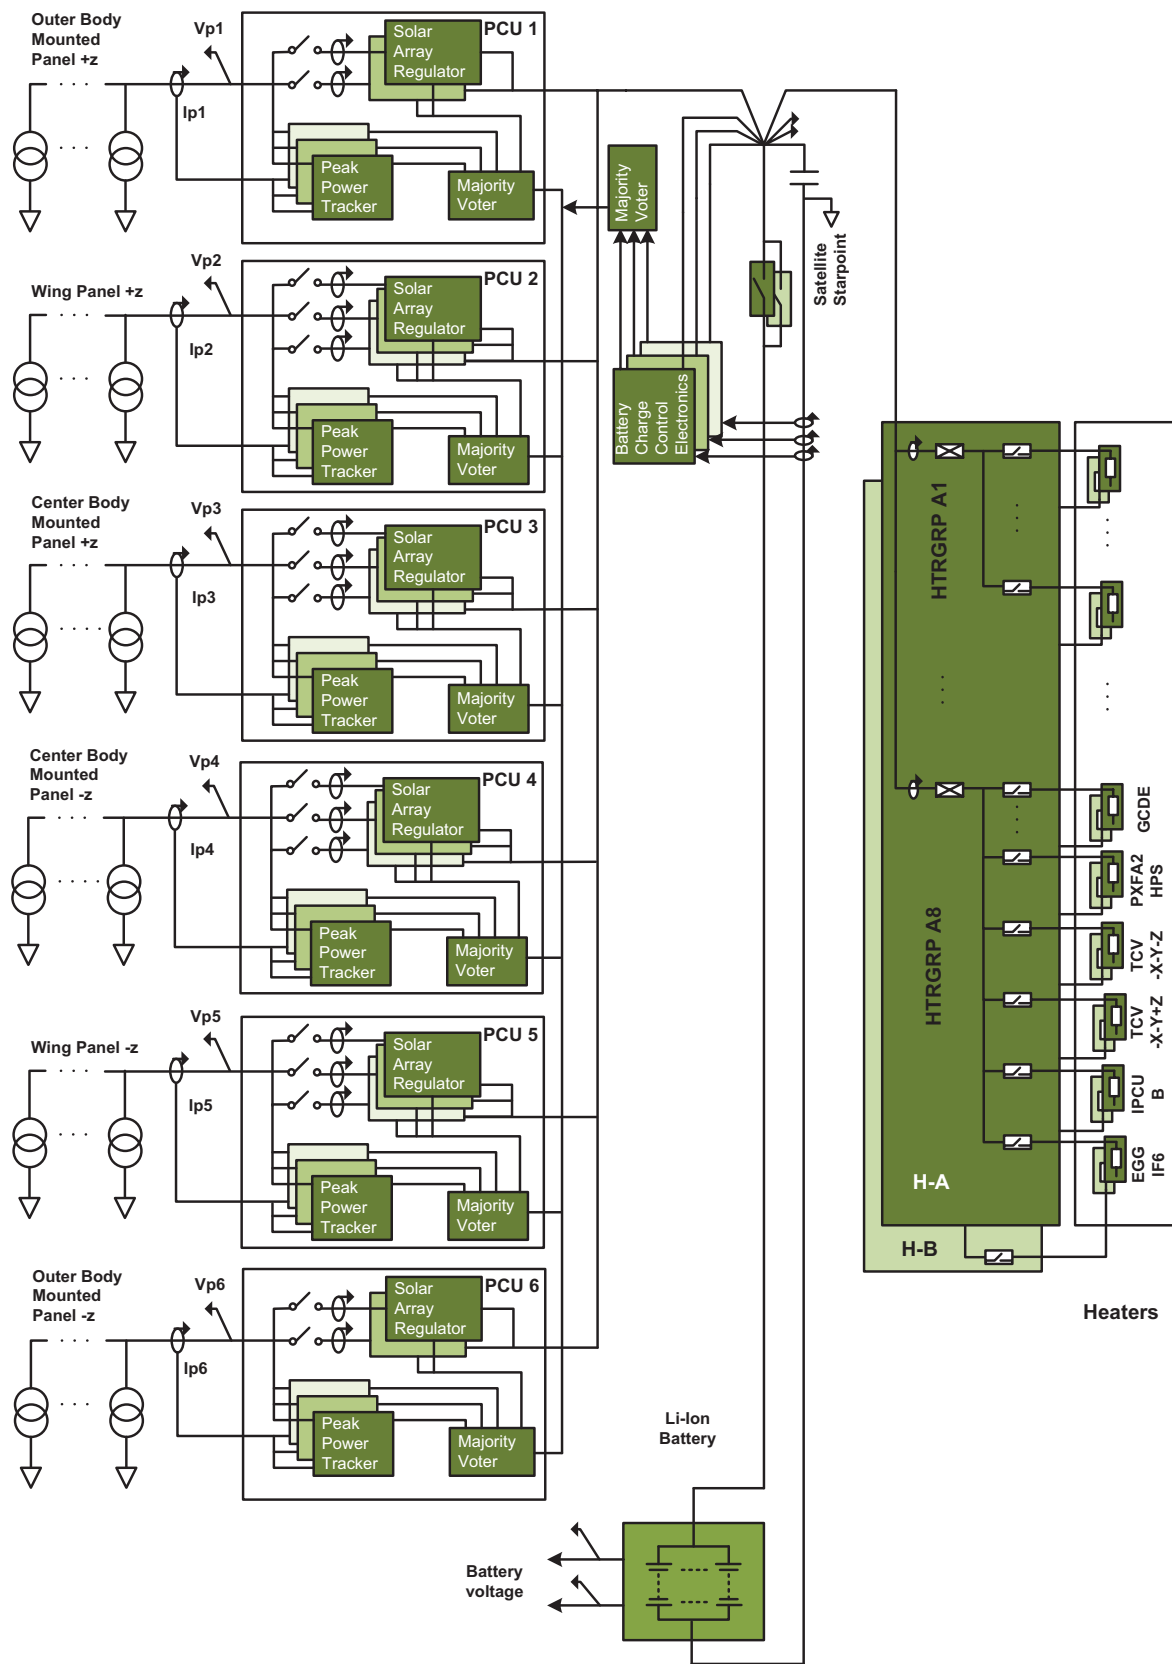 Outer Body
Mounted
Panel +z
Vp1
Ip1
PCU 1
Solar
Array
Regulator
Peak
Power
Tracker
Majority
Voter
Wing Panel +z
Vp2
Ip2
PCU 2
Solar
Array
Regulator
Peak
Power
Tracker
Majority
Voter
Center Body
Mounted
Panel +z
Vp3
Ip3
PCU 3
Solar
Array
Regulator
Peak
Power
Tracker
Majority
Voter
Center Body
Mounted
Panel -z
Vp4
Ip4
PCU 4
Solar
Array
Regulator
Peak
Power
Tracker
Majority
Voter
Wing Panel -z
Vp5
Ip5
PCU 5
Solar
Array
Regulator
Peak
Power
Tracker
Majority
Voter
Outer Body
Mounted
Panel -z
Vp6
Ip6
PCU 6
Solar
Array
Regulator
Peak
Power
Tracker
Majority
Voter
Majority
Voter
Battery
Charge
Control
Electronics
Satellite
Starpoint
Li-Ion
Battery
Battery
voltage
HTRGRP A1
HTRGRP A8
H-A
H-B
GCDE
PXFA2
HPS
TCV
-X-Y-Z
TCV
-X-Y+Z
IPCU
B
EGG
IF6
Heaters